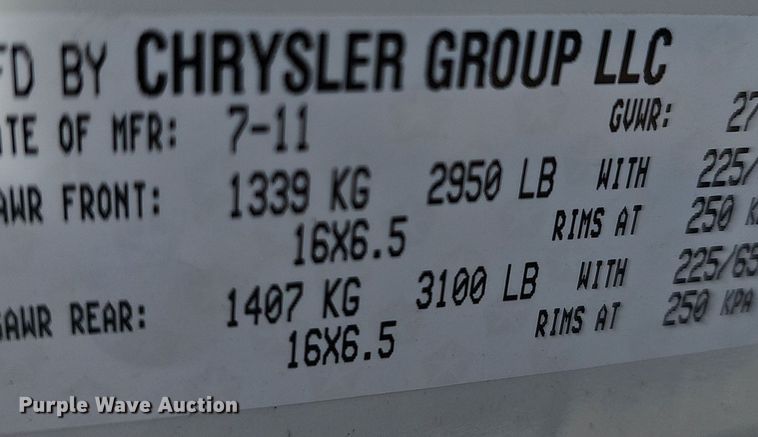 FD BY CHRYSLER GROUP LLC
TE OF MFR: 7-11 GVWR: 27
AWR FRONT: 1339 KG 2950 LB WITH 225/
16X6.5 RIMS AT 250 K
GAWR REAR: 1407 KG 3100 LB WITH 225/65
16X6.5 RIMS AT 250 KPA
Purple Wave Auction